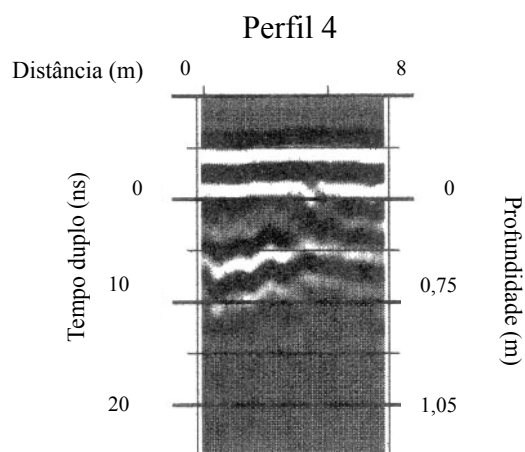 Perfil 4
Distância (m) 0 8
Tempo duplo (ns)
0 0
10 0,75
20 1,05
Profundidade (m)